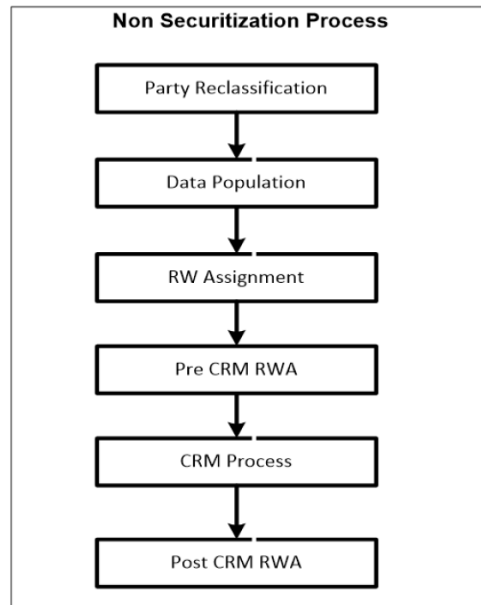 Non Securitization Process
Party Reclassification
Data Population
RW Assignment
Pre CRM RWA
CRM Process
Post CRM RWA